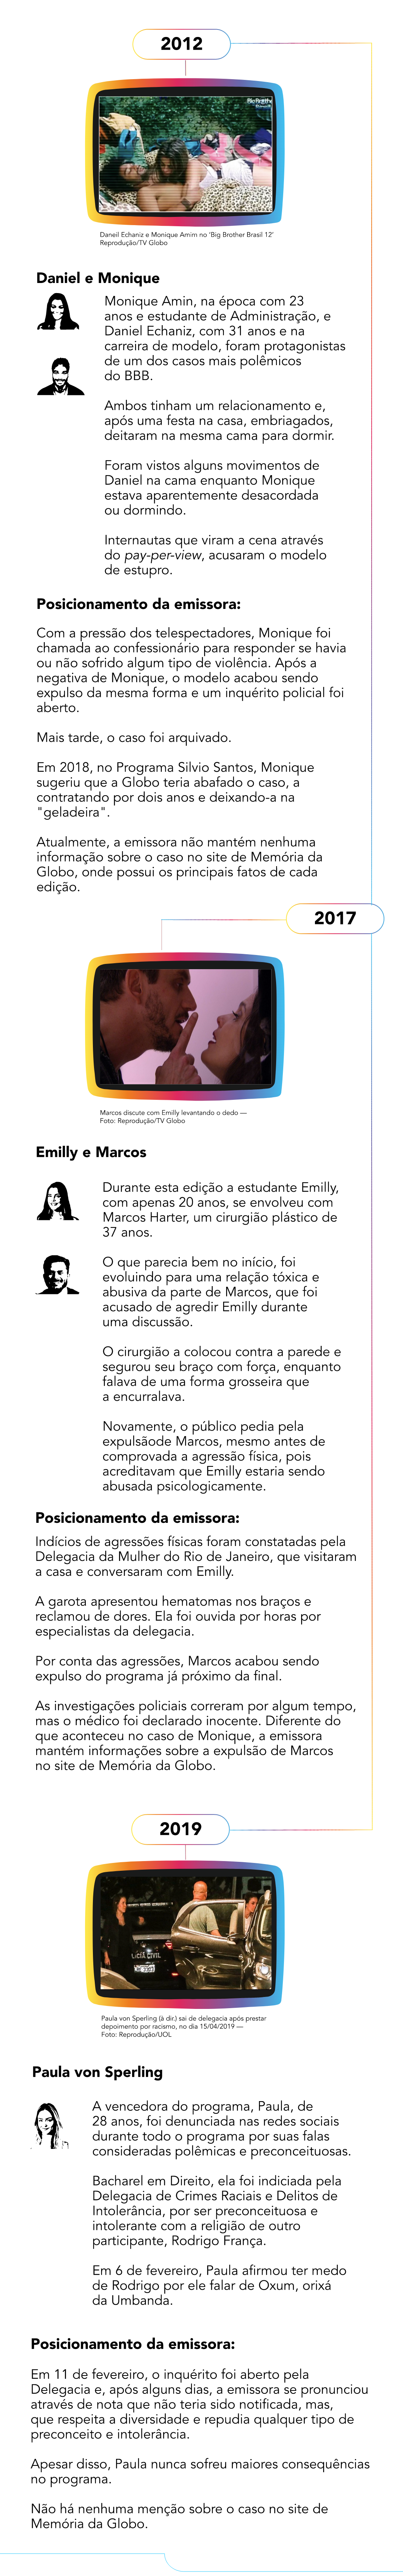 2012
Big Brother
Brasil
Daneil Echaniz e Monique Amim no 'Big Brother Brasil 12'
Reprodução/TV Globo
Daniel e Monique
Monique Amin, na época com 23
anos e estudante de Administração, e
Daniel Echaniz, com 31 anos e na
carreira de modelo, foram protagonistas
de um dos casos mais polêmicos
do BBB.
Ambos tinham um relacionamento e,
após uma festa na casa, embriagados,
deitaram na mesma cama para dormir.
Foram vistos alguns movimentos de
Daniel na cama enquanto Monique
estava aparentemente desacordada
ou dormindo.
Internautas que viram a cena através
do pay-per-view, acusaram o modelo
de estupro.
Posicionamento da emissora:
Com a pressão dos telespectadores, Monique foi
chamada ao confessionário para responder se havia
ou não sofrido algum tipo de violência. Após a
negativa de Monique, o modelo acabou sendo
expulso da mesma forma e um inquérito policial foi
aberto.
Mais tarde, o caso foi arquivado.
Em 2018, no Programa Silvio Santos, Monique
sugeriu que a Globo teria abafado o caso, a
contratando por dois anos e deixando-a na
"geladeira".
Atualmente, a emissora não mantém nenhuma
informação sobre o caso no site de Memória da
Globo, onde possui os principais fatos de cada
edição.
2017
Marcos discute com Emilly levantando o dedo —
Foto: Reprodução/TV Globo
Emilly e Marcos
Durante esta edição a estudante Emilly,
com apenas 20 anos, se envolveu com
Marcos Harter, um cirurgião plástico de
37 anos.
O que parecia bem no início, foi
evoluindo para uma relação tóxica e
abusiva da parte de Marcos, que foi
acusado de agredir Emilly durante
uma discussão.
O cirurgião a colocou contra a parede e
segurou seu braço com força, enquanto
falava de uma forma grosseira que
a encurralava.
Novamente, o público pedia pela
expulsãode Marcos, mesmo antes de
comprovada a agressão física, pois
acreditavam que Emilly estaria sendo
abusada psicologicamente.
Posicionamento da emissora:
Indícios de agressões físicas foram constatadas pela
Delegacia da Mulher do Rio de Janeiro, que visitaram
a casa e conversaram com Emilly.
A garota apresentou hematomas nos braços e
reclamou de dores. Ela foi ouvida por horas por
especialistas da delegacia.
Por conta das agressões, Marcos acabou sendo
expulso do programa já próximo da final.
As investigações policiais correram por algum tempo,
mas o médico foi declarado inocente. Diferente do
que aconteceu no caso de Monique, a emissora
mantém informações sobre a expulsão de Marcos
no site de Memória da Globo.
2019
LÍCIA CIVIL
Paula von Sperling (à dir.) sai de delegacia após prestar
depoimento por racismo, no dia 15/04/2019 —
Foto: Reprodução/UOL
Paula von Sperling
A vencedora do programa, Paula, de
28 anos, foi denunciada nas redes sociais
durante todo o programa por suas falas
consideradas polêmicas e preconceituosas.
Bacharel em Direito, ela foi indiciada pela
Delegacia de Crimes Raciais e Delitos de
Intolerância, por ser preconceituosa e
intolerante com a religião de outro
participante, Rodrigo França.
Em 6 de fevereiro, Paula afirmou ter medo
de Rodrigo por ele falar de Oxum, orixá
da Umbanda.
Posicionamento da emissora:
Em 11 de fevereiro, o inquérito foi aberto pela
Delegacia e, após alguns dias, a emissora se pronunciou
através de nota que não teria sido notificada, mas,
que respeita a diversidade e repudia qualquer tipo de
preconceito e intolerância.
Apesar disso, Paula nunca sofreu maiores consequências
no programa.
Não há nenhuma menção sobre o caso no site de
Memória da Globo.